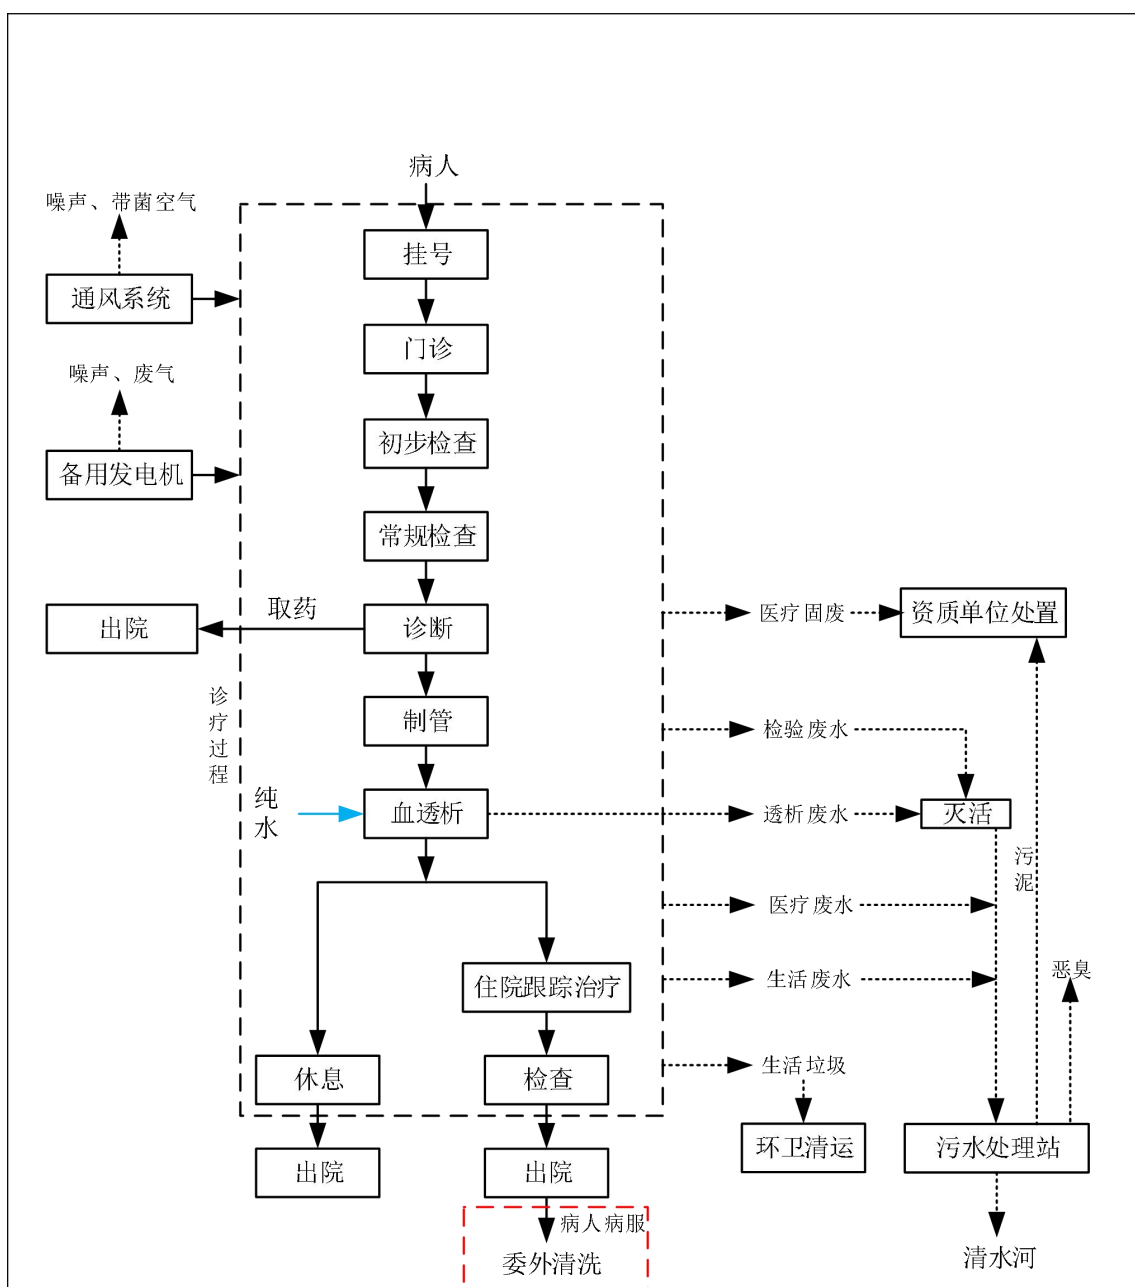 病人
噪声、带菌空气
挂号
通风系统
门诊
噪声、废气
初步检查
备用发电机
常规检查
取药
出院
诊断
医疗固废
资质单位处置
诊疗过程
制管
检验废水
纯水
血透析
透析废水
灭活
污泥
医疗废水
住院跟踪治疗
生活废水
恶臭
休息
检查
生活垃圾
环卫清运
污水处理站
出院
出院
病人病服
委外清洗
清水河